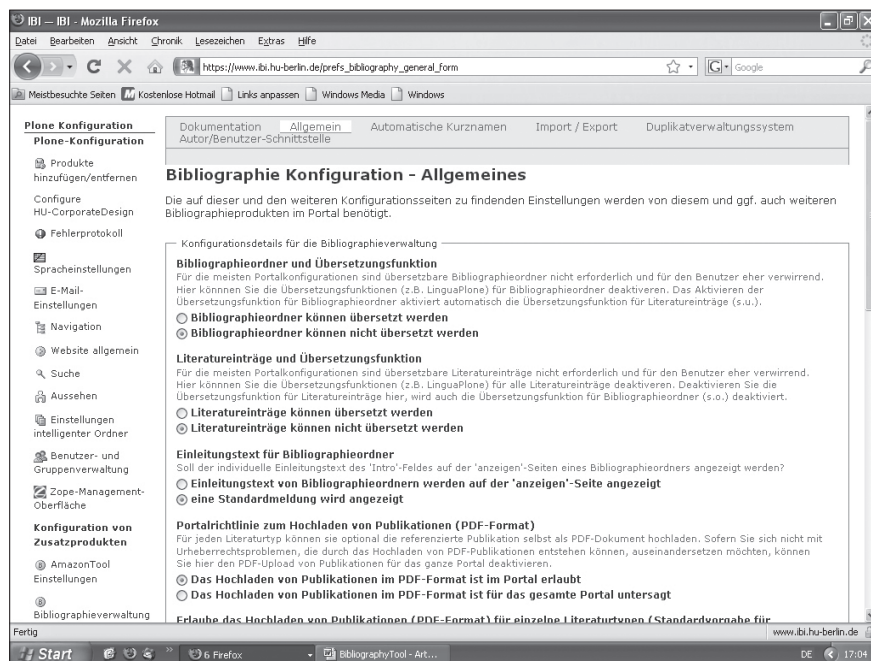 IBI — IBI - Mozilla Firefox
Datei Bearbeiten Ansicht Chronik Lesezeichen Extras Hilfe
https://www.ibi.hu-berlin.de/prefs_bibliography_general_form
Google
Meistbesuchte Seiten Kostenlose Hotmail Links anpassen Windows Media Windows
Plone Konfiguration
Plone-Konfiguration
Produkte
hinzufügen/entfernen
Configure
HU-CorporateDesign
Fehlerprotokoll
Spracheinstellungen
E-Mail-
Einstellungen
Navigation
Website allgemein
Suche
Aussehen
Einstellungen
intelligenter Ordner
Benutzer- und
Gruppenverwaltung
Zope-Management-
Oberfläche
Konfiguration von
Zusatzprodukten
AmazonTool
Einstellungen
Bibliographieverwaltung
Dokumentation Allgemein Automatische Kurznamen Import / Export Duplikatverwaltungssystem
Autor/Benutzer-Schnittstelle
Bibliographie Konfiguration - Allgemeines
Die auf dieser und den weiteren Konfigurationsseiten zu findenden Einstellungen werden von diesem und ggf. auch weiteren
Bibliographieprodukten im Portal benötigt.
Konfigurationsdetails für die Bibliographieverwaltung
Bibliographieordner und Übersetzungsfunktion
Für die meisten Portalkonfigurationen sind übersetzbare Bibliographieordner nicht erforderlich und für den Benutzer eher verwirrend.
Hier könnnen Sie die Übersetzungsfunktionen (z.B. LinguaPlone) für Bibliographieordner deaktiveren. Das Aktivieren der
Übersetzungsfunktion für Bibliographieordner aktiviert automatisch die Übersetzungsfunktion für Literatureinträge (s.u.).
Bibliographieordner können übersetzt werden
Bibliographieordner können nicht übersetzt werden
Literatureinträge und Übersetzungsfunktion
Für die meisten Portalkonfigurationen sind übersetzbare Literatureinträge nicht erforderlich und für den Benutzer eher verwirrend.
Hier könnnen Sie die Übersetzungsfunktionen (z.B. LinguaPlone) für alle Literatureinträge deaktiveren. Deaktivieren Sie die
Übersetzungsfunktion für Literatureinträge hier, wird auch die Übersetzungsfunktion für Bibliographieordner (s.o.) deaktiviert.
Literatureinträge können übersetzt werden
Literatureinträge können nicht übersetzt werden
Einleitungstext für Bibliographieordner
Soll der individuelle Einleitungstext des 'Intro'-Feldes auf der 'anzeigen'-Seiten eines Bibliographieordners angezeigt werden?
Einleitungstext von Bibliographieordnern werden auf der 'anzeigen'-Seite angezeigt
eine Standardmeldung wird angezeigt
Portalrichtlinie zum Hochladen von Publikationen (PDF-Format)
Für jeden Literaturtyp können sie optional die referenzierte Publikation selbst als PDF-Dokument hochladen. Sofern Sie sich nicht mit
Urheberrechtsproblemen, die durch das Hochladen von PDF-Publikationen entstehen können, auseinandersetzen möchten, können
Sie hier den PDF-Upload von Publikationen für das ganze Portal deaktivieren.
Das Hochladen von Publikationen im PDF-Format ist im Portal erlaubt
Das Hochladen von Publikationen im PDF-Format ist für das gesamte Portal untersagt
Erlaube das Hochladen von Publikationen (PDF-Format) für einzelne Literaturtypen (Standardvorgabe für
Fertig www.ibi.hu-berlin.de
Start 6 Firefox BibliographyTool - Art... DE 17:04